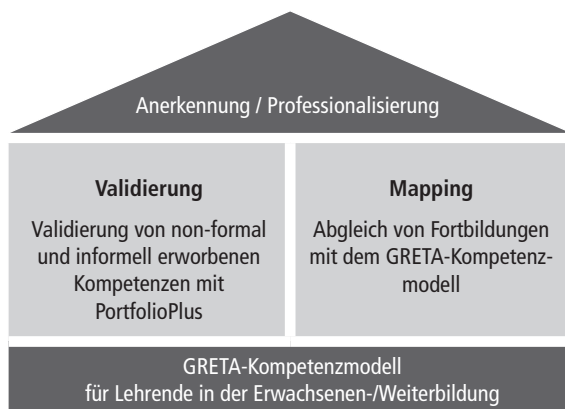 Anerkennung / Professionalisierung
Validierung
Validierung von non-formal
und informell erworbenen
Kompetenzen mit
PortfolioPlus
Mapping
Abgleich von Fortbildungen
mit dem GRETA-Kompetenz-
modell
GRETA-Kompetenzmodell
für Lehrende in der Erwachsenen-/Weiterbildung